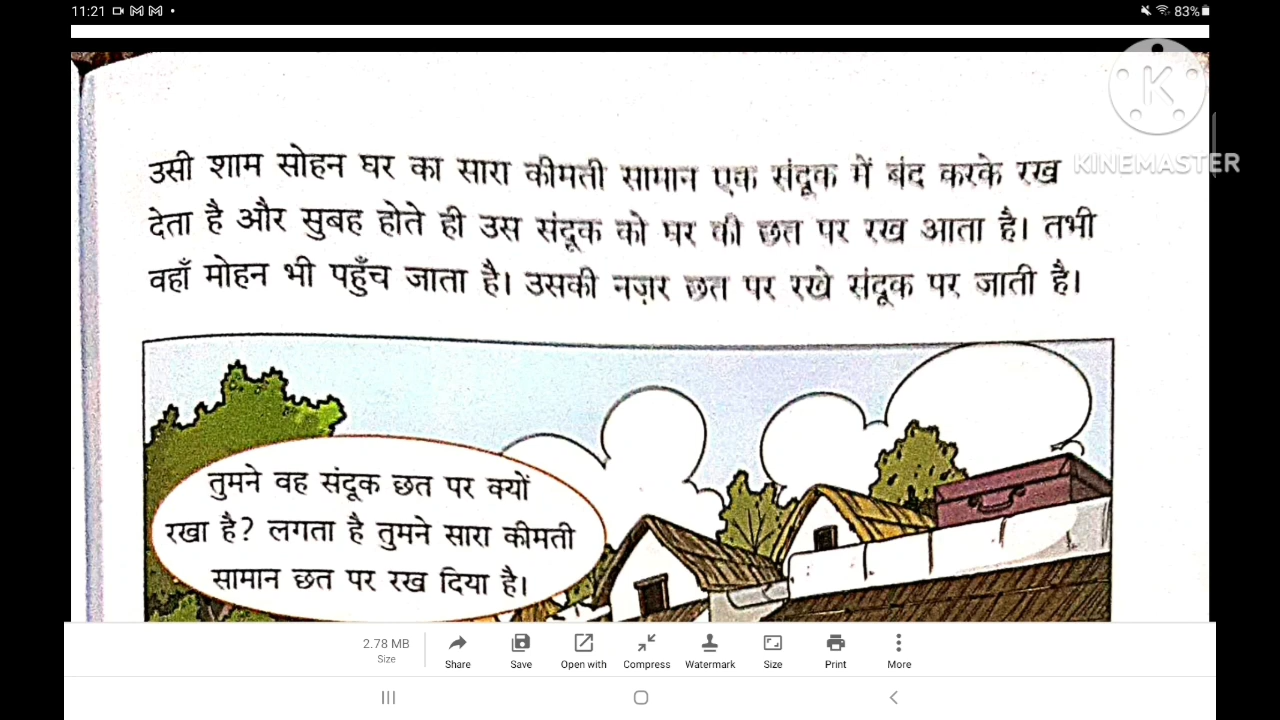 11:21
83%
KINEMASTER
उसी शाम सोहन घर का सारा कीमती सामान एक संदूक में बंद करके रख
देता है और सुबह होते ही उस संदूक को घर की छत पर रख आता है। तभी
वहाँ मोहन भी पहुँच जाता है। उसकी नज़र छत पर रखे संदूक पर जाती है।
तुमने वह संदूक छत पर क्यों
रखा है? लगता है तुमने सारा कीमती
सामान छत पर रख दिया है।
2.78 MB
Size
Share
Save
Open with
Compress
Watermark
Size
Print
More